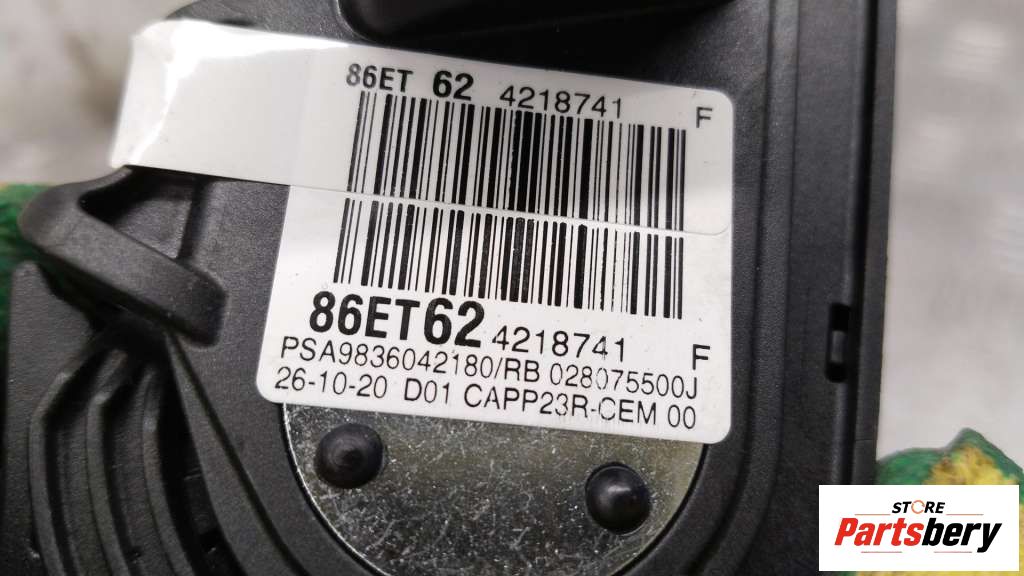 86ET 62 4218741 F
86ET62 4218741 F
PSA9836042180/RB 028075500J
26-10-20 D01 CAPP23R-CEM 00
STORE
Partsbery